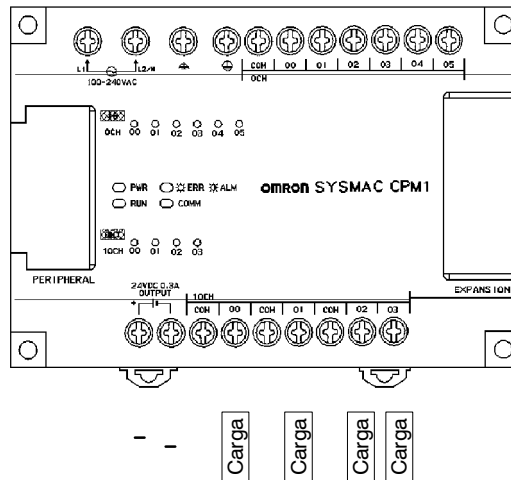 L1 L2/N COM 00 01 02 03 04 05
100-240VAC 0CH
IN
0CH 00 01 02 03 04 05
PWR ERR ALM
RUN COMM
OMRON SYSMAC CPM1
OUT
10CH 00 01 02 03
PERIPHERAL
EXPANSION
24VDC 0.3A
OUTPUT
10CH
+ - COM 00 COM 01 COM 02 03
Carga Carga Carga Carga